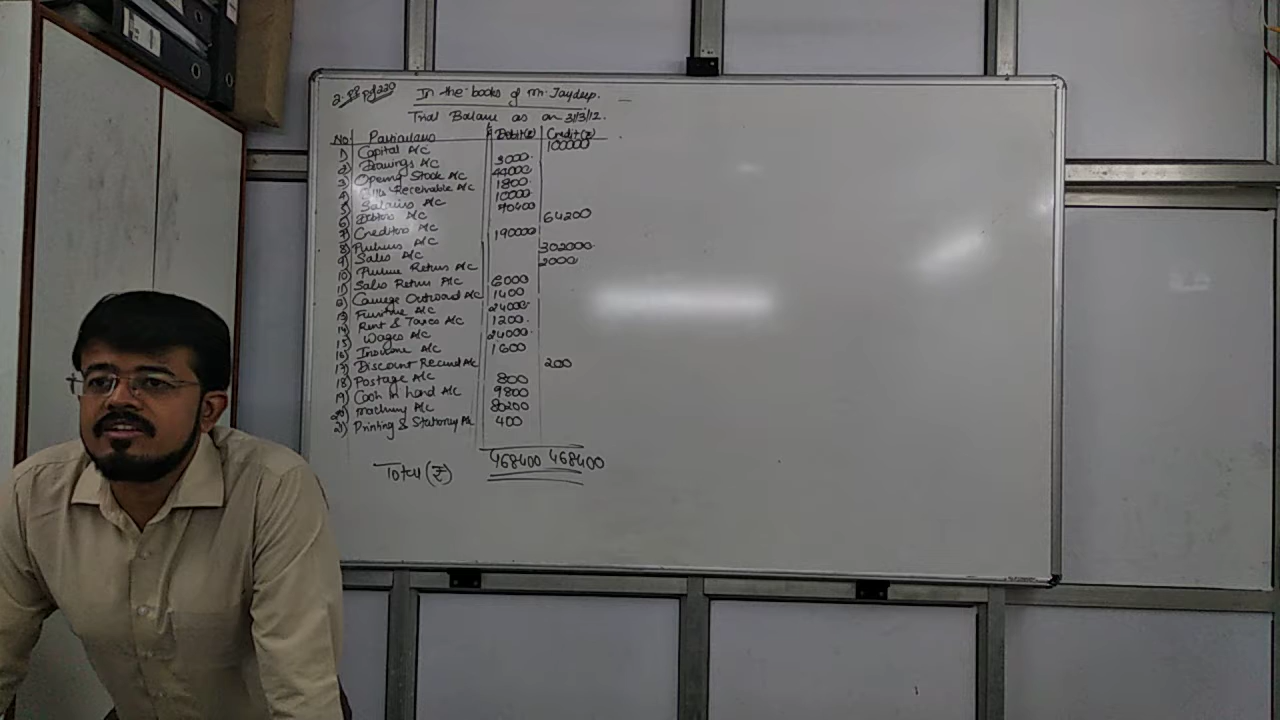 In the books of Mr. Jaydeep.
Trial Balance as on 31/3/12.
No Particulars Debit(₹) Credit(₹)
1) Capital A/C 100000
2) Drawings A/C 3000
3) Opening Stock A/C 44000
4) Bills Receivable A/C 1800
5) Salaries A/C 10000
6) Debtors A/C 70400
7) Creditors A/C 64200
8) Purchases A/C 190000
9) Sales A/C 302000
10) Purchase Return A/C 2000
11) Sales Return A/C 6000
12) Carriage Outward A/C 1400
13) Furniture A/C 24000
14) Rent & Taxes A/C 1200
15) Wages A/C 24000
16) Insurance A/C 1600
17) Discount Received A/C 200
18) Postage A/C 800
19) Cash in hand A/C 9800
20) Machinery A/C 80200
21) Printing & Stationery A/c 400
Total (₹) 468400 468400